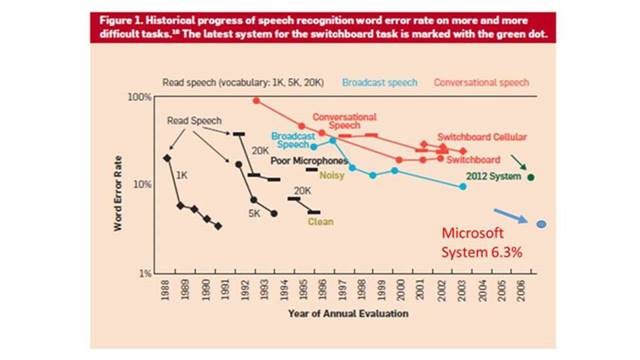 Figure 1. Historical progress of speech recognition word error rate on more and more
difficult tasks.¹⁸ The latest system for the switchboard task is marked with the green dot.
Read speech (vocabulary: 1K, 5K, 20K) Broadcast speech Conversational speech
100%
10%
1%
Word Error Rate
Read Speech
1K
20K
5K
Broadcast
Speech
Conversational
Speech
Poor Microphones
Noisy
20K
Clean
Switchboard Cellular
Switchboard
2012 System
Microsoft
System 6.3%
1988 1989 1990 1991 1992 1993 1994 1995 1996 1997 1998 1999 2000 2001 2002 2003 2004 2005 2006
Year of Annual Evaluation